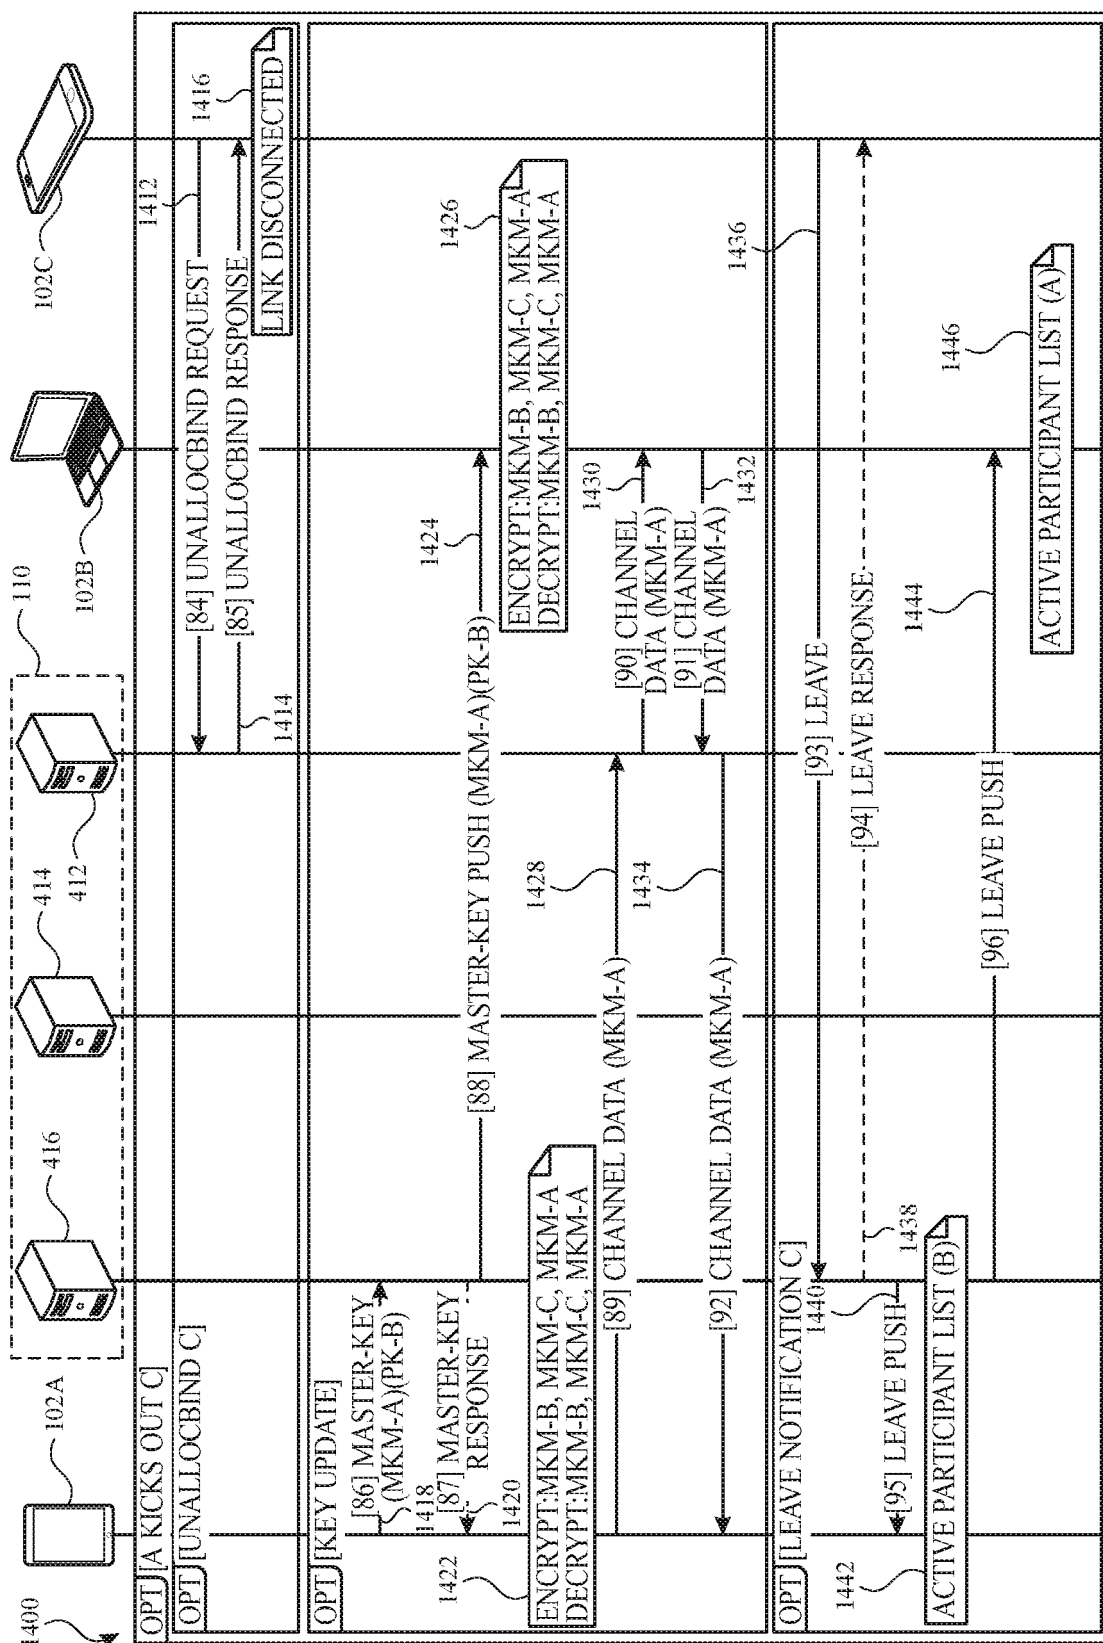 1400
102A
416
414
412
110
102B
102C
OPT [A KICKS OUT C]
OPT [UNALLOCBIND C]
[84] UNALLOCBIND REQUEST
1412
[85] UNALLOCBIND RESPONSE
1414
1416
LINK DISCONNECTED
OPT [KEY UPDATE]
[86] MASTER-KEY
(MKM-A)(PK-B)
1418
[87] MASTER-KEY
RESPONSE
1420
[88] MASTER-KEY PUSH (MKM-A)(PK-B)
1424
1422
ENCRYPT:MKM-B, MKM-C, MKM-A
DECRYPT:MKM-B, MKM-C, MKM-A
1426
ENCRYPT:MKM-B, MKM-C, MKM-A
DECRYPT:MKM-B, MKM-C, MKM-A
[89] CHANNEL DATA (MKM-A)
1428
[90] CHANNEL
DATA (MKM-A)
1430
[91] CHANNEL
DATA (MKM-A)
1432
[92] CHANNEL DATA (MKM-A)
1434
OPT [LEAVE NOTIFICATION C]
[93] LEAVE
1436
[94] LEAVE RESPONSE
1438
1440
[95] LEAVE PUSH
1442
ACTIVE PARTICIPANT LIST (B)
[96] LEAVE PUSH
1444
1446
ACTIVE PARTICIPANT LIST (A)